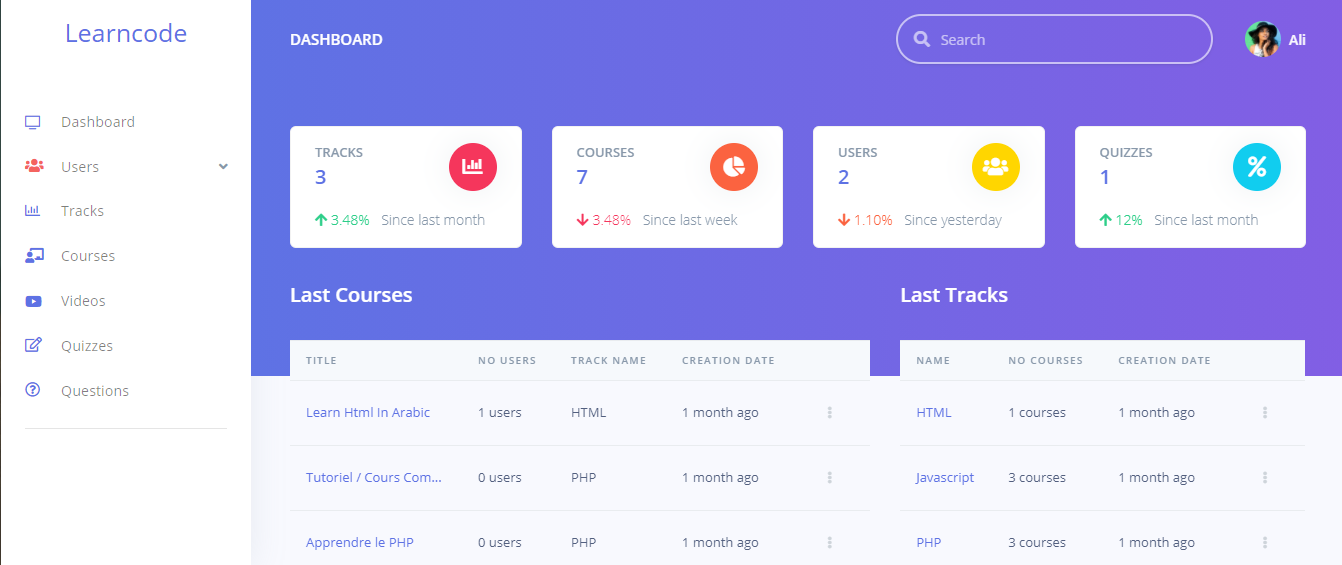 Learncode
DASHBOARD
Search
Ali
Dashboard
Users
Tracks
Courses
Videos
Quizzes
Questions
TRACKS
3
3.48% Since last month
COURSES
7
3.48% Since last week
USERS
2
1.10% Since yesterday
QUIZZES
1
12% Since last month
Last Courses
TITLE NO USERS TRACK NAME CREATION DATE
Learn Html In Arabic 1 users HTML 1 month ago
Tutoriel / Cours Com... 0 users PHP 1 month ago
Apprendre le PHP 0 users PHP 1 month ago
Last Tracks
NAME NO COURSES CREATION DATE
HTML 1 courses 1 month ago
Javascript 3 courses 1 month ago
PHP 3 courses 1 month ago